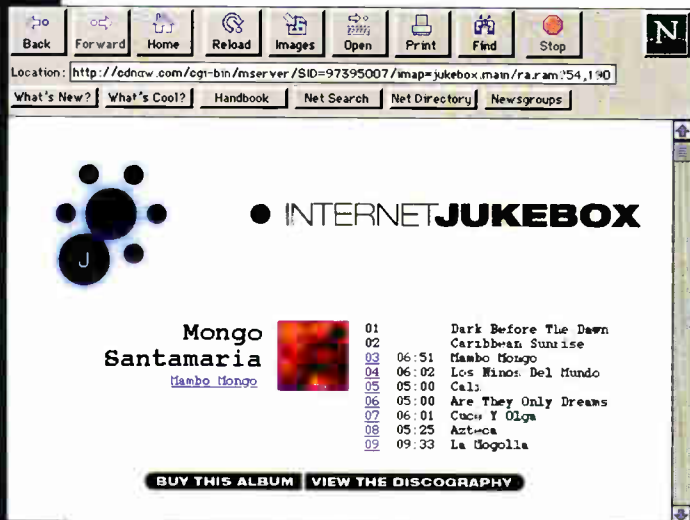 Back Forward Home Reload Images Open Print Find Stop N
Location: http://cdnow.com/cgi-bin/mserver/SID=97395007/imap=jukebox.main/ra.ram?54,190
What's New? What's Cool? Handbook Net Search Net Directory Newsgroups
INTERNETJUKEBOX
J
Mongo
Santamaria
Mambo Mongo
01 Dark Before The Dawn
02 Caribbean Sunrise
03 06:51 Mambo Mongo
04 06:02 Los Ninos Del Mundo
05 05:00 Cali
06 05:00 Are They Only Dreams
07 06:01 Cuco Y Olga
08 05:25 Azteca
09 09:33 La Mogolla
BUY THIS ALBUM VIEW THE DISCOGRAPHY